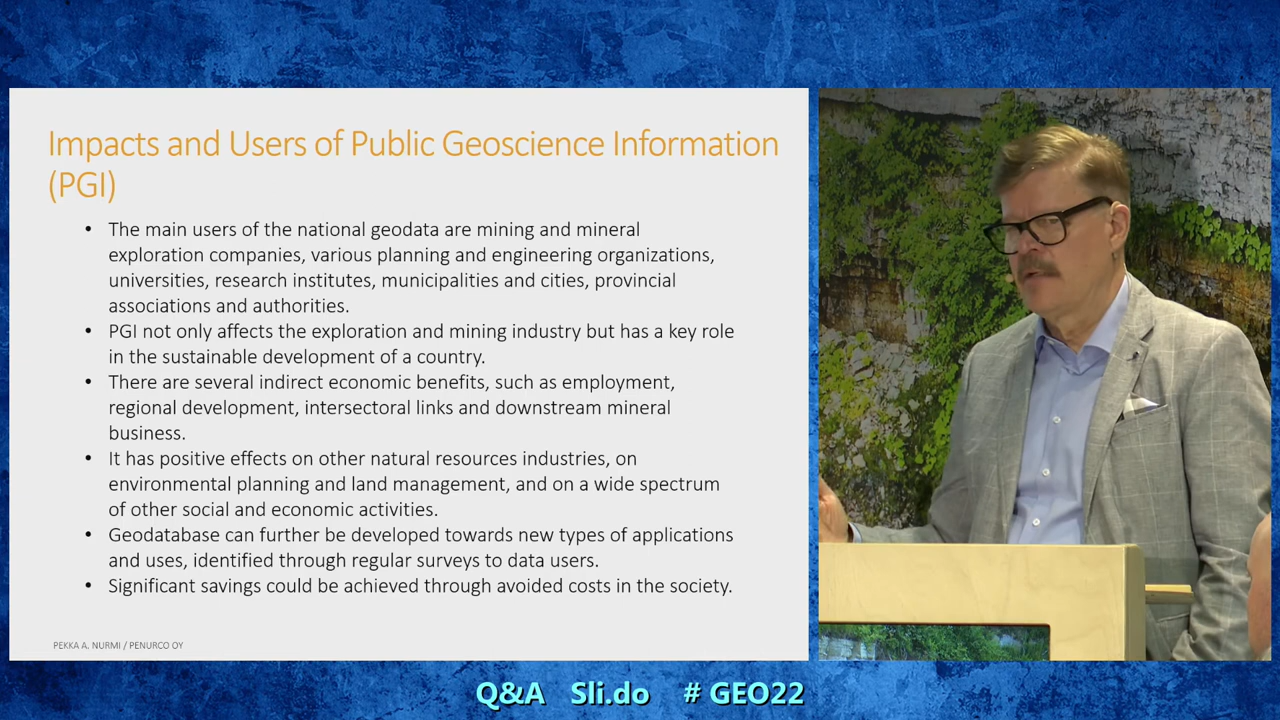 Impacts and Users of Public Geoscience Information
(PGI)
• The main users of the national geodata are mining and mineral
exploration companies, various planning and engineering organizations,
universities, research institutes, municipalities and cities, provincial
associations and authorities.
• PGI not only affects the exploration and mining industry but has a key role
in the sustainable development of a country.
• There are several indirect economic benefits, such as employment,
regional development, intersectoral links and downstream mineral
business.
• It has positive effects on other natural resources industries, on
environmental planning and land management, and on a wide spectrum
of other social and economic activities.
• Geodatabase can further be developed towards new types of applications
and uses, identified through regular surveys to data users.
• Significant savings could be achieved through avoided costs in the society.
PEKKA A. NURMI / PENURCO OY
Q&A Sli.do # GEO22